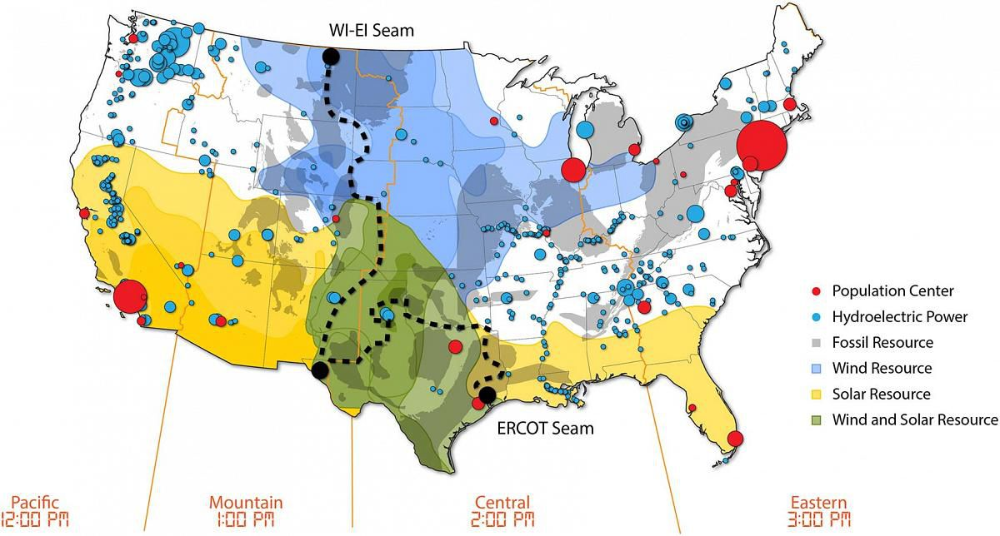 WI-EI Seam
Population Center
Hydroelectric Power
Fossil Resource
Wind Resource
Solar Resource
Wind and Solar Resource
ERCOT Seam
Pacific
12:00 PM
Mountain
1:00 PM
Central
2:00 PM
Eastern
3:00 PM